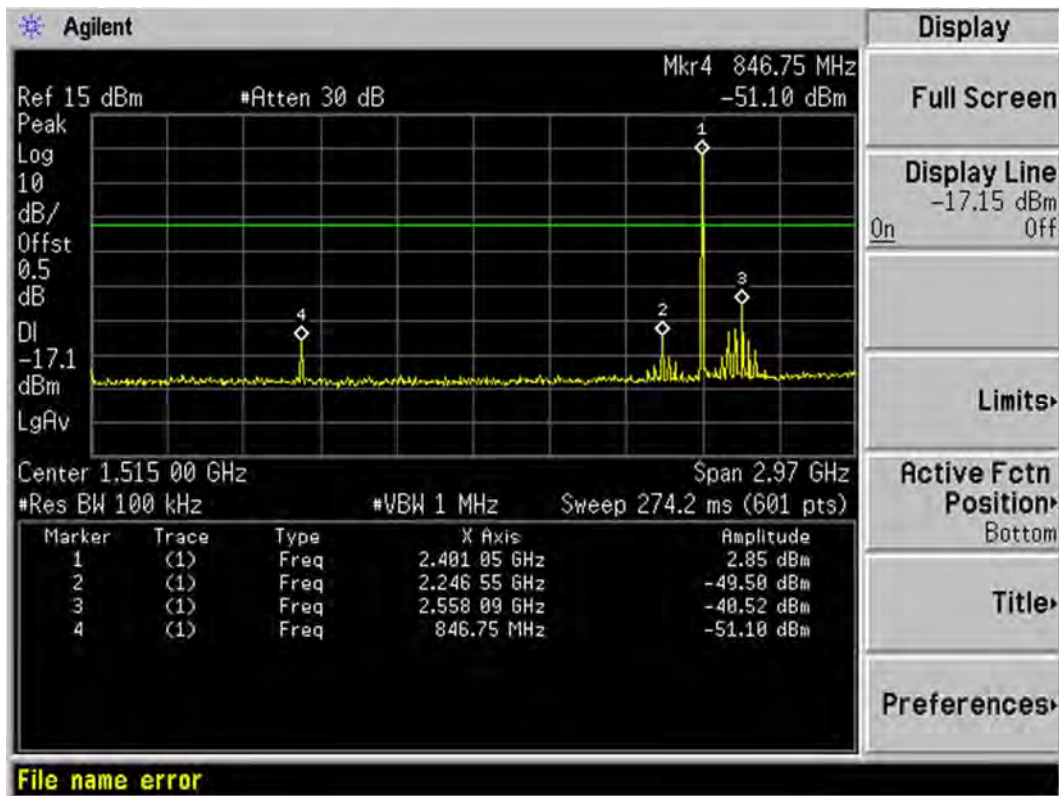 Agilent
Display
Mkr4 846.75 MHz
Ref 15 dBm #Atten 30 dB -51.10 dBm
Peak
Log
10
dB/
Offst
0.5
dB
DI
-17.1
dBm
LgAv
1
2
3
4
Center 1.515 00 GHz Span 2.97 GHz
#Res BW 100 kHz #VBW 1 MHz Sweep 274.2 ms (601 pts)
Marker Trace Type X Axis Amplitude
1 (1) Freq 2.401 05 GHz 2.85 dBm
2 (1) Freq 2.246 55 GHz -49.50 dBm
3 (1) Freq 2.558 09 GHz -40.52 dBm
4 (1) Freq 846.75 MHz -51.10 dBm
Full Screen
Display Line
-17.15 dBm
On Off
Limits
Active Fctn
Position
Bottom
Title
Preferences
File name error